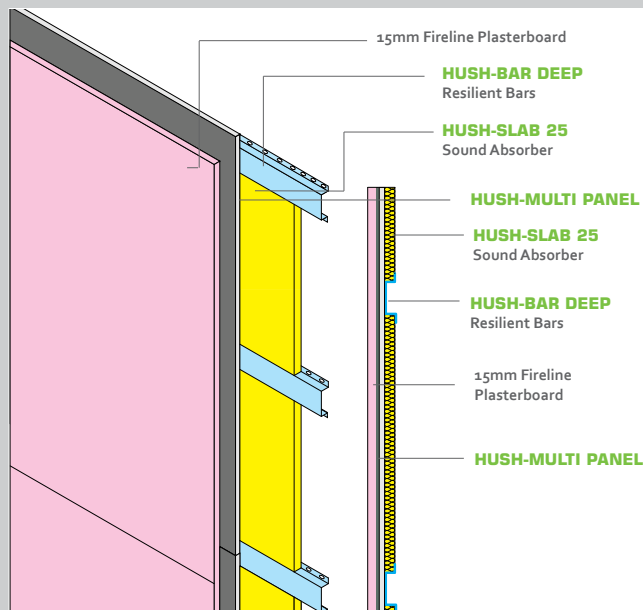 15mm Fireline Plasterboard
HUSH-BAR DEEP
Resilient Bars
HUSH-SLAB 25
Sound Absorber
HUSH-MULTI PANEL
HUSH-SLAB 25
Sound Absorber
HUSH-BAR DEEP
Resilient Bars
15mm Fireline
Plasterboard
HUSH-MULTI PANEL